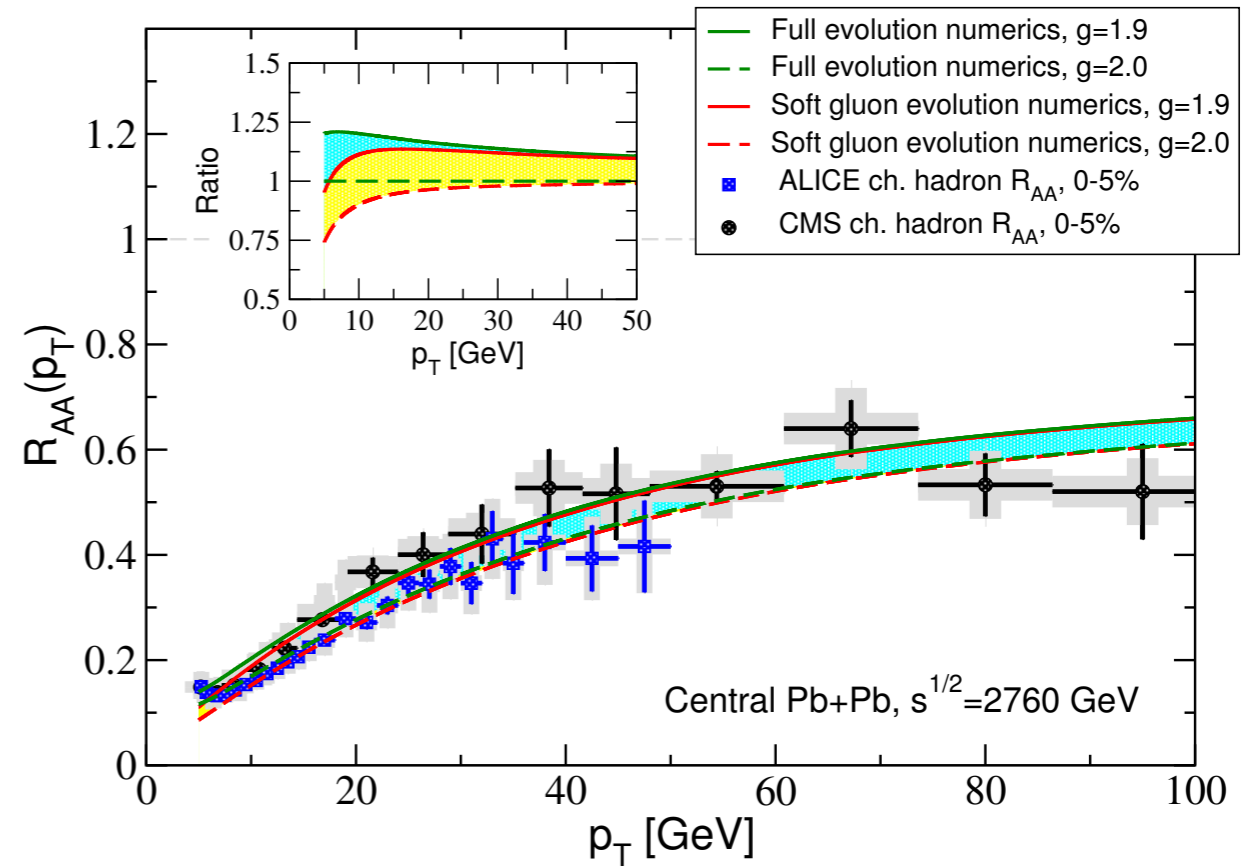 Full evolution numerics, g=1.9
Full evolution numerics, g=2.0
Soft gluon evolution numerics, g=1.9
Soft gluon evolution numerics, g=2.0
ALICE ch. hadron R_AA, 0-5%
CMS ch. hadron R_AA, 0-5%
1.5
1.25
1
0.75
0.5
Ratio
0 10 20 30 40 50
p_T [GeV]
1.2
1
0.8
0.6
0.4
0.2
0
R_AA(p_T)
Central Pb+Pb, s^1/2=2760 GeV
0 20 40 60 80 100
p_T [GeV]